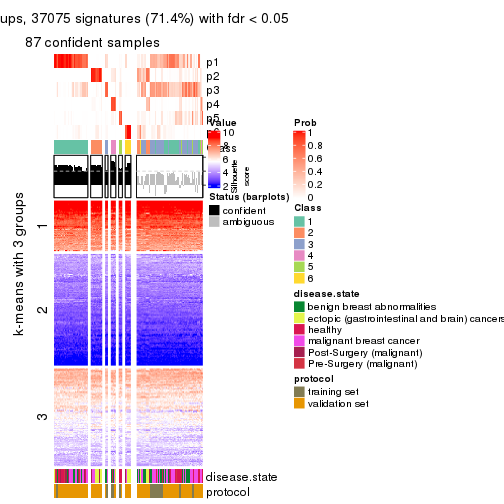 ups, 37075 signatures (71.4%) with fdr < 0.05
87 confident samples
p1
p2
p3
p4
p5
Value
10
8
6
4
2
Silhouette
score
Status (barplots)
confident
ambiguous
Prob
1
0.8
0.6
0.4
0.2
0
Class
1
2
3
4
5
6
disease.state
benign breast abnormalities
ectopic (gastrointestinal and brain) cancers
healthy
malignant breast cancer
Post-Surgery (malignant)
Pre-Surgery (malignant)
protocol
training set
validation set
k-means with 3 groups
1
2
3
disease.state
protocol